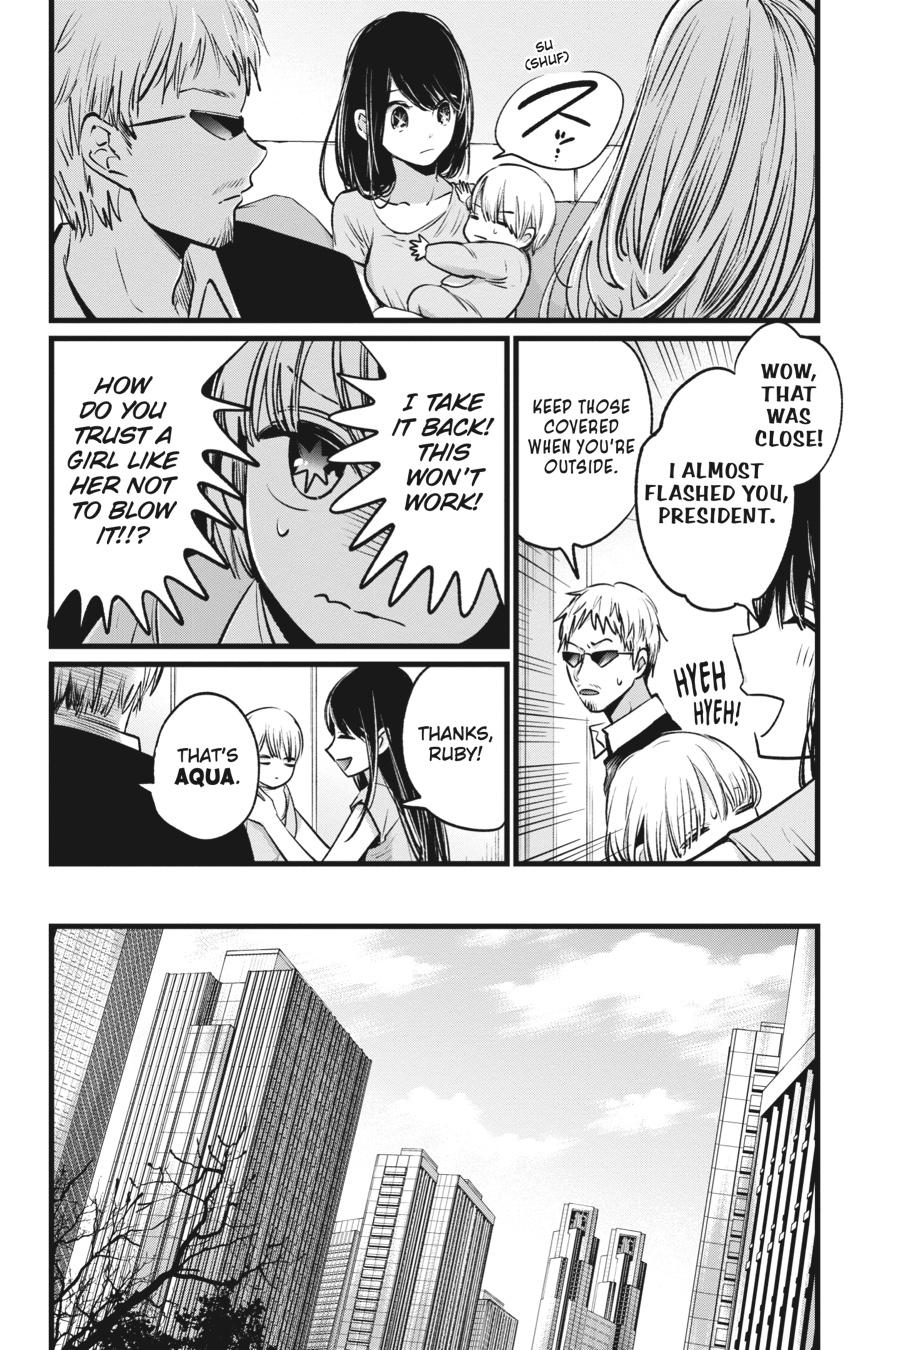 SU
(SHUF)
スッ
WOW,
THAT
WAS
CLOSE!
I ALMOST
FLASHED YOU,
PRESIDENT.
KEEP THOSE
COVERED
WHEN YOU'RE
OUTSIDE.
HYEH
HYEH!
I TAKE
IT BACK!
THIS
WON'T
WORK!
HOW
DO YOU
TRUST A
GIRL LIKE
HER NOT
TO BLOW
IT!!?
THANKS,
RUBY!
THAT'S
AQUA.